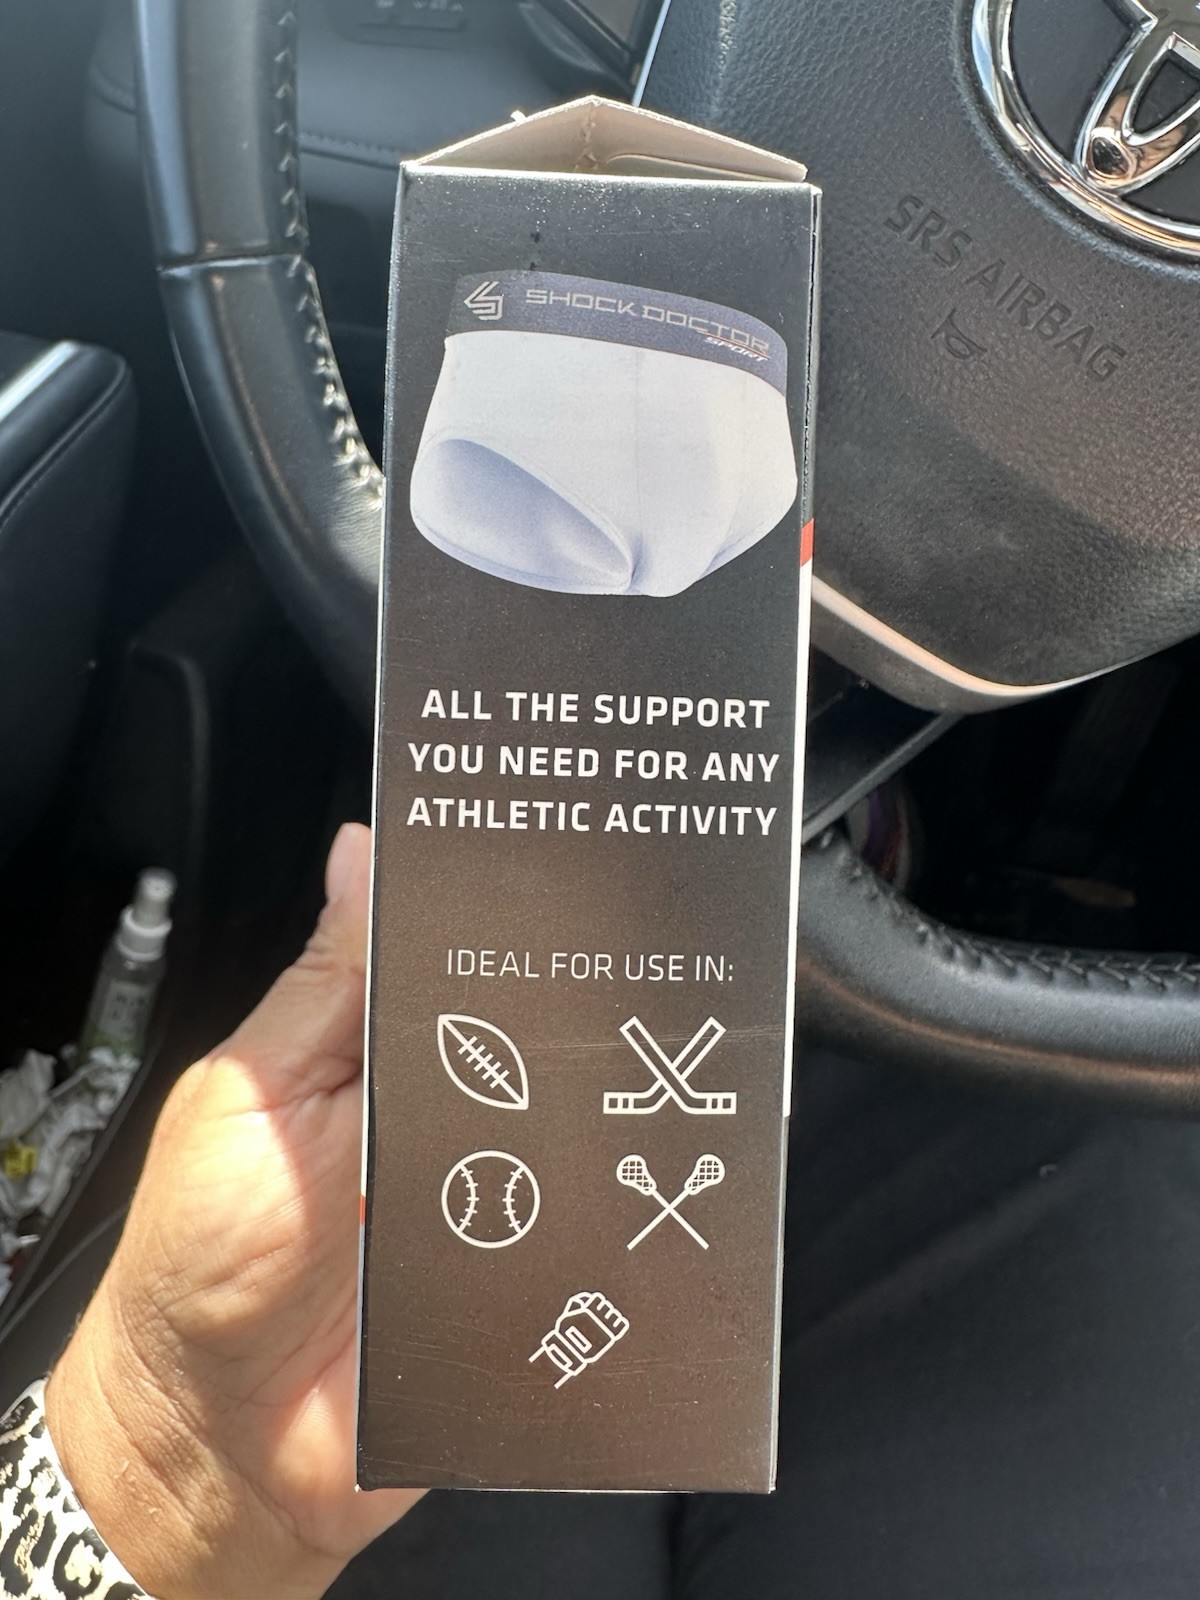 SRS AIRBAG
SHOCK DOCTOR
SPORT
ALL THE SUPPORT
YOU NEED FOR ANY
ATHLETIC ACTIVITY
IDEAL FOR USE IN: